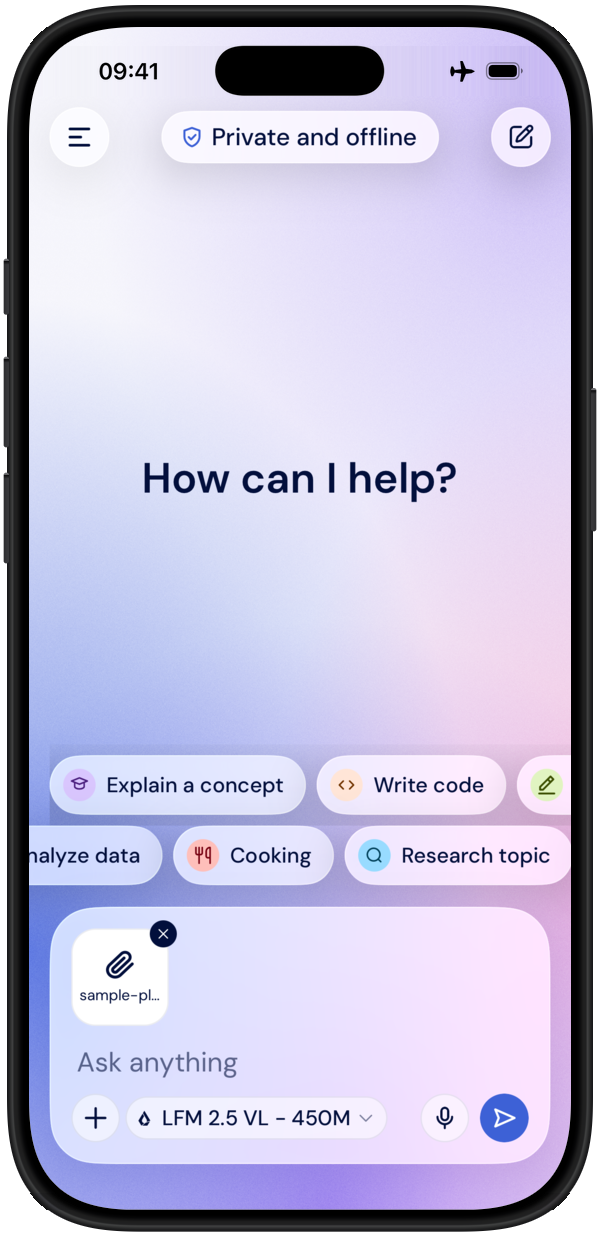 09:41
Private and offline
How can I help?
Explain a concept
Write code
nalyze data
Cooking
Research topic
sample-pl...
Ask anything
LFM 2.5 VL - 450M